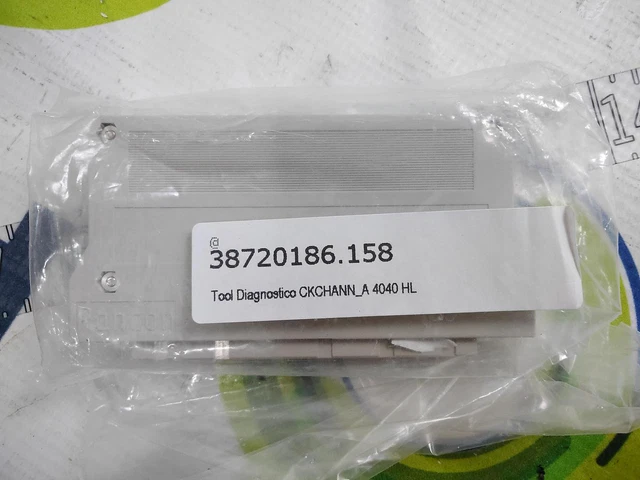 @
38720186.158
Tool Diagnostico CKCHANN_A 4040 HL